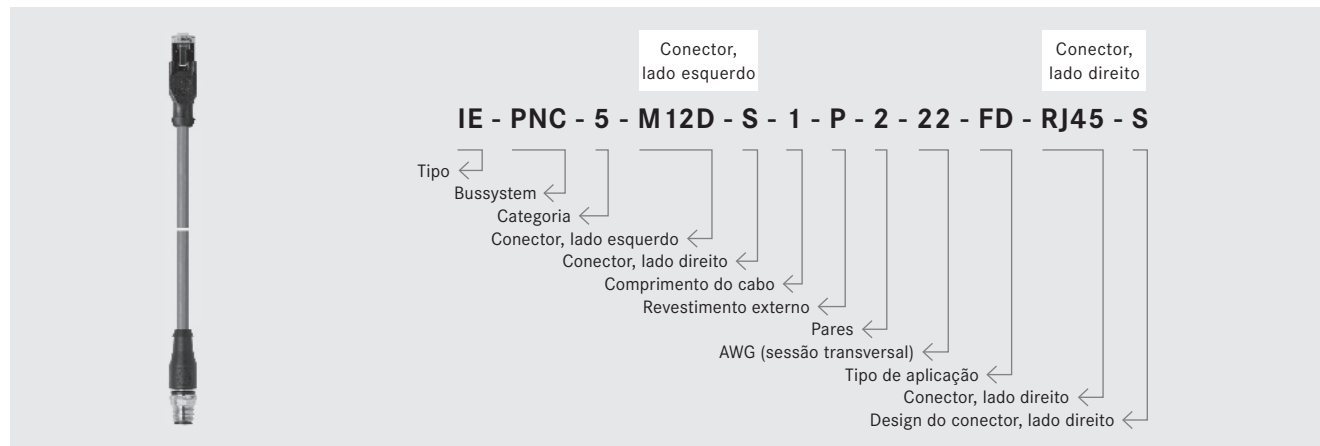 Conector,
lado esquerdo
Conector,
lado direito
IE - PNC - 5 - M12D - S - 1 - P - 2 - 22 - FD - RJ45 - S
Tipo
Bussystem
Categoria
Conector, lado esquerdo
Conector, lado direito
Comprimento do cabo
Revestimento externo
Pares
AWG (sessão transversal)
Tipo de aplicação
Conector, lado direito
Design do conector, lado direito